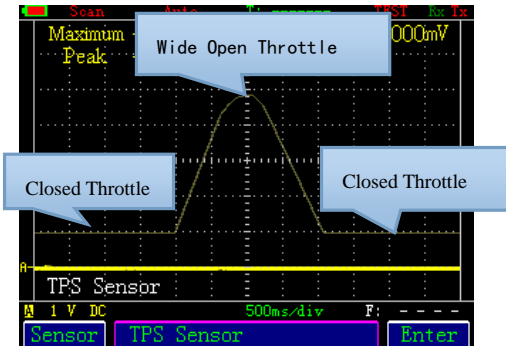 Scan Auto T: ------- TEST Rx Tx
Maximum 000mV
Peak
Wide Open Throttle
Closed Throttle
Closed Throttle
A-
TPS Sensor
A 1 V DC 500ms/div F: - - - -
Sensor TPS Sensor Enter